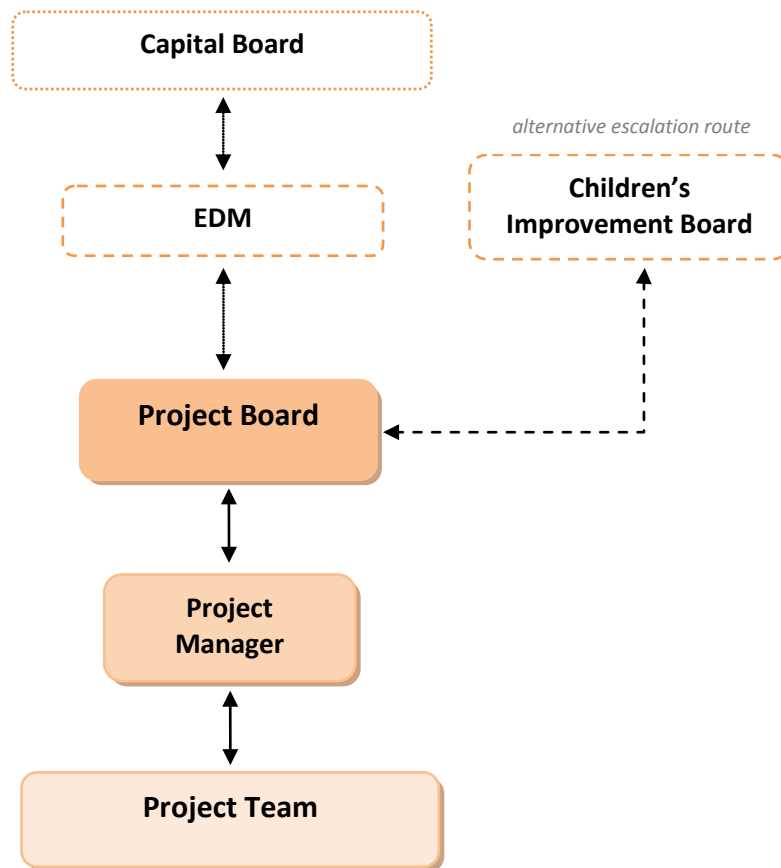 Capital Board
alternative escalation route
EDM
Children’s
Improvement Board
Project Board
Project
Manager
Project Team